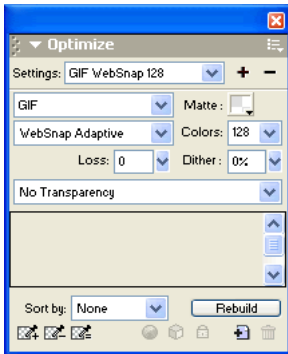 Optimize
Settings: GIF WebSnap 128
GIF Matte:
WebSnap Adaptive Colors: 128
Loss: 0 Dither: 0%
No Transparency
Sort by: None Rebuild